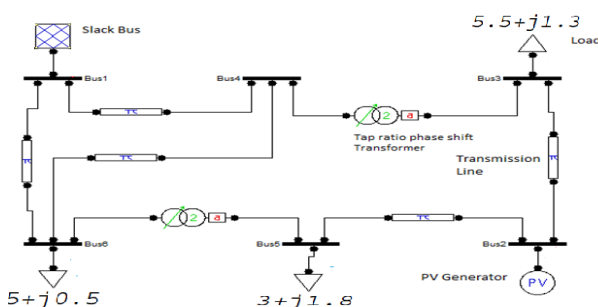 Slack Bus
5.5+j1.3
Load
Bus1
Bus4
Bus3
2 a
Tap ratio phase shift
Transformer
Transmission
Line
2 a
Bus6
Bus5
Bus2
5+j0.5
3+j1.8
PV Generator
PV